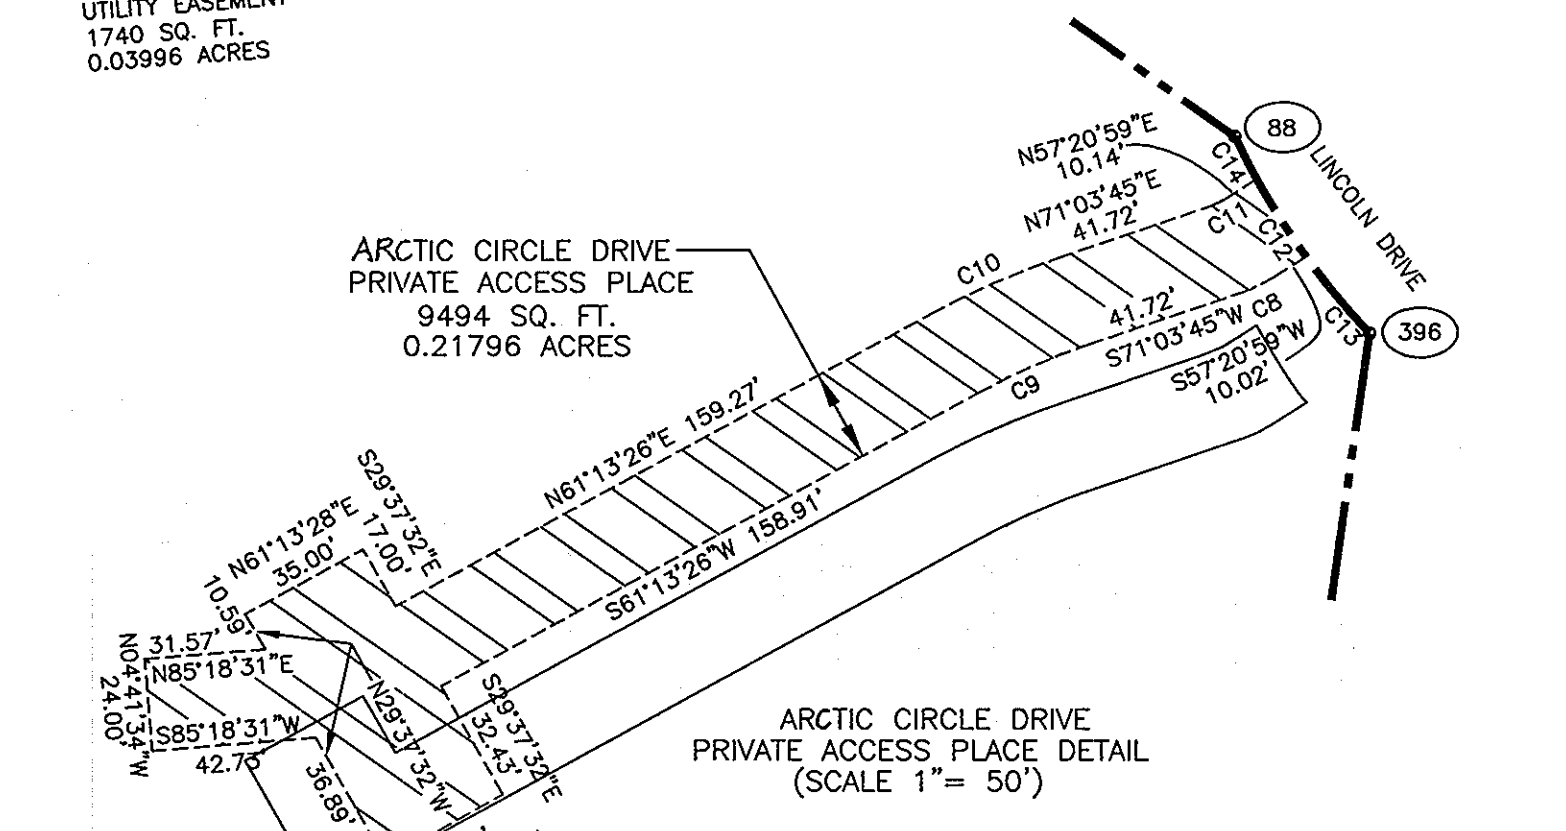 UTILITY EASEMENT
1740 SQ. FT.
0.03996 ACRES
88
LINCOLN DRIVE
396
N57°20'59"E
10.14'
C14
N71°03'45"E
41.72'
C11
C12
C13
C10
ARCTIC CIRCLE DRIVE
PRIVATE ACCESS PLACE
9494 SQ. FT.
0.21796 ACRES
41.72'
S71°03'45"W C8
S57°20'59"W
10.02'
C9
N61°13'26"E 159.27'
S61°13'26"W 158.91'
S29°37'32"E
17.00'
N61°13'28"E
35.00'
10.59'
31.57'
N85°18'31"E
N04°41'34"W
24.00'
S85°18'31"W
42.75
36.89'
N29°37'32"W
S29°37'32"E
32.43'
ARCTIC CIRCLE DRIVE
PRIVATE ACCESS PLACE DETAIL
(SCALE 1"= 50')